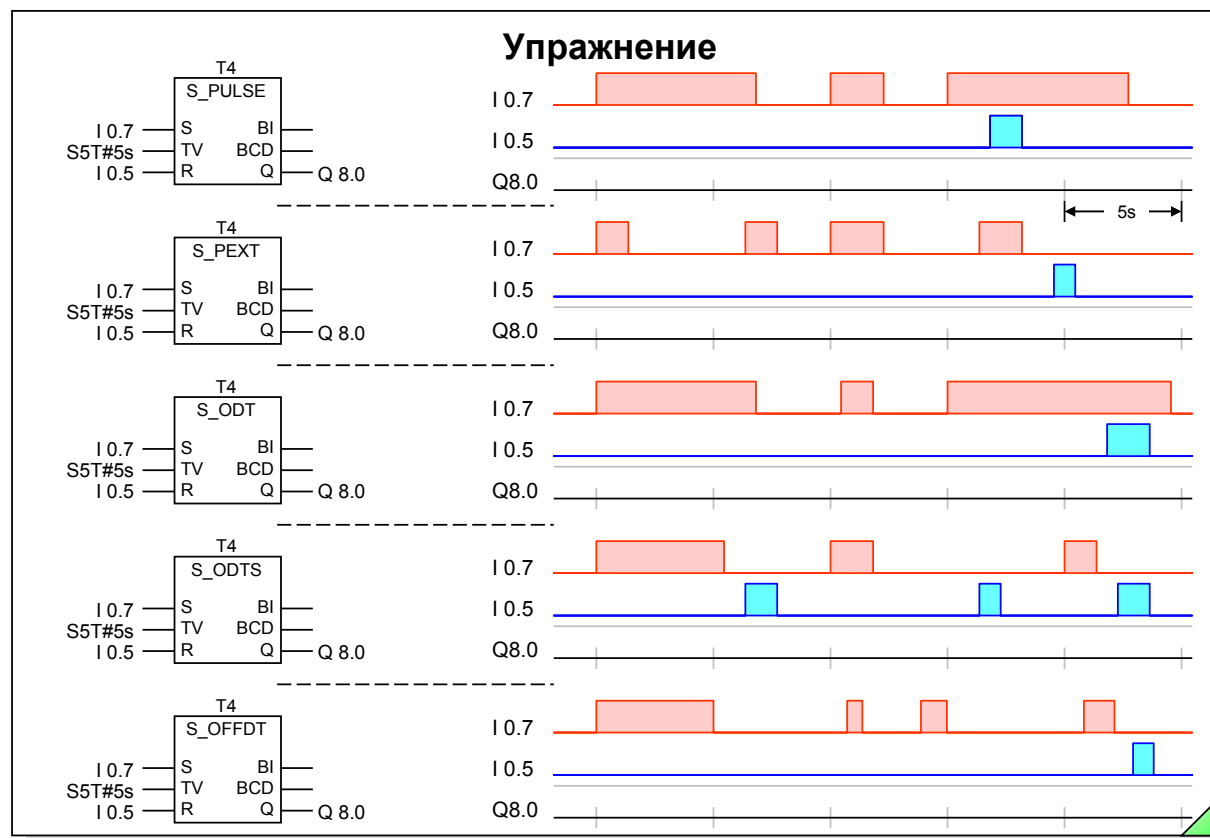 Упражнение
T4
S_PULSE
I 0.7 S BI
S5T#5s TV BCD
I 0.5 R Q Q 8.0
I 0.7
I 0.5
Q8.0
5s
T4
S_PEXT
I 0.7 S BI
S5T#5s TV BCD
I 0.5 R Q Q 8.0
I 0.7
I 0.5
Q8.0
T4
S_ODT
I 0.7 S BI
S5T#5s TV BCD
I 0.5 R Q Q 8.0
I 0.7
I 0.5
Q8.0
T4
S_ODTS
I 0.7 S BI
S5T#5s TV BCD
I 0.5 R Q Q 8.0
I 0.7
I 0.5
Q8.0
T4
S_OFFDT
I 0.7 S BI
S5T#5s TV BCD
I 0.5 R Q Q 8.0
I 0.7
I 0.5
Q8.0